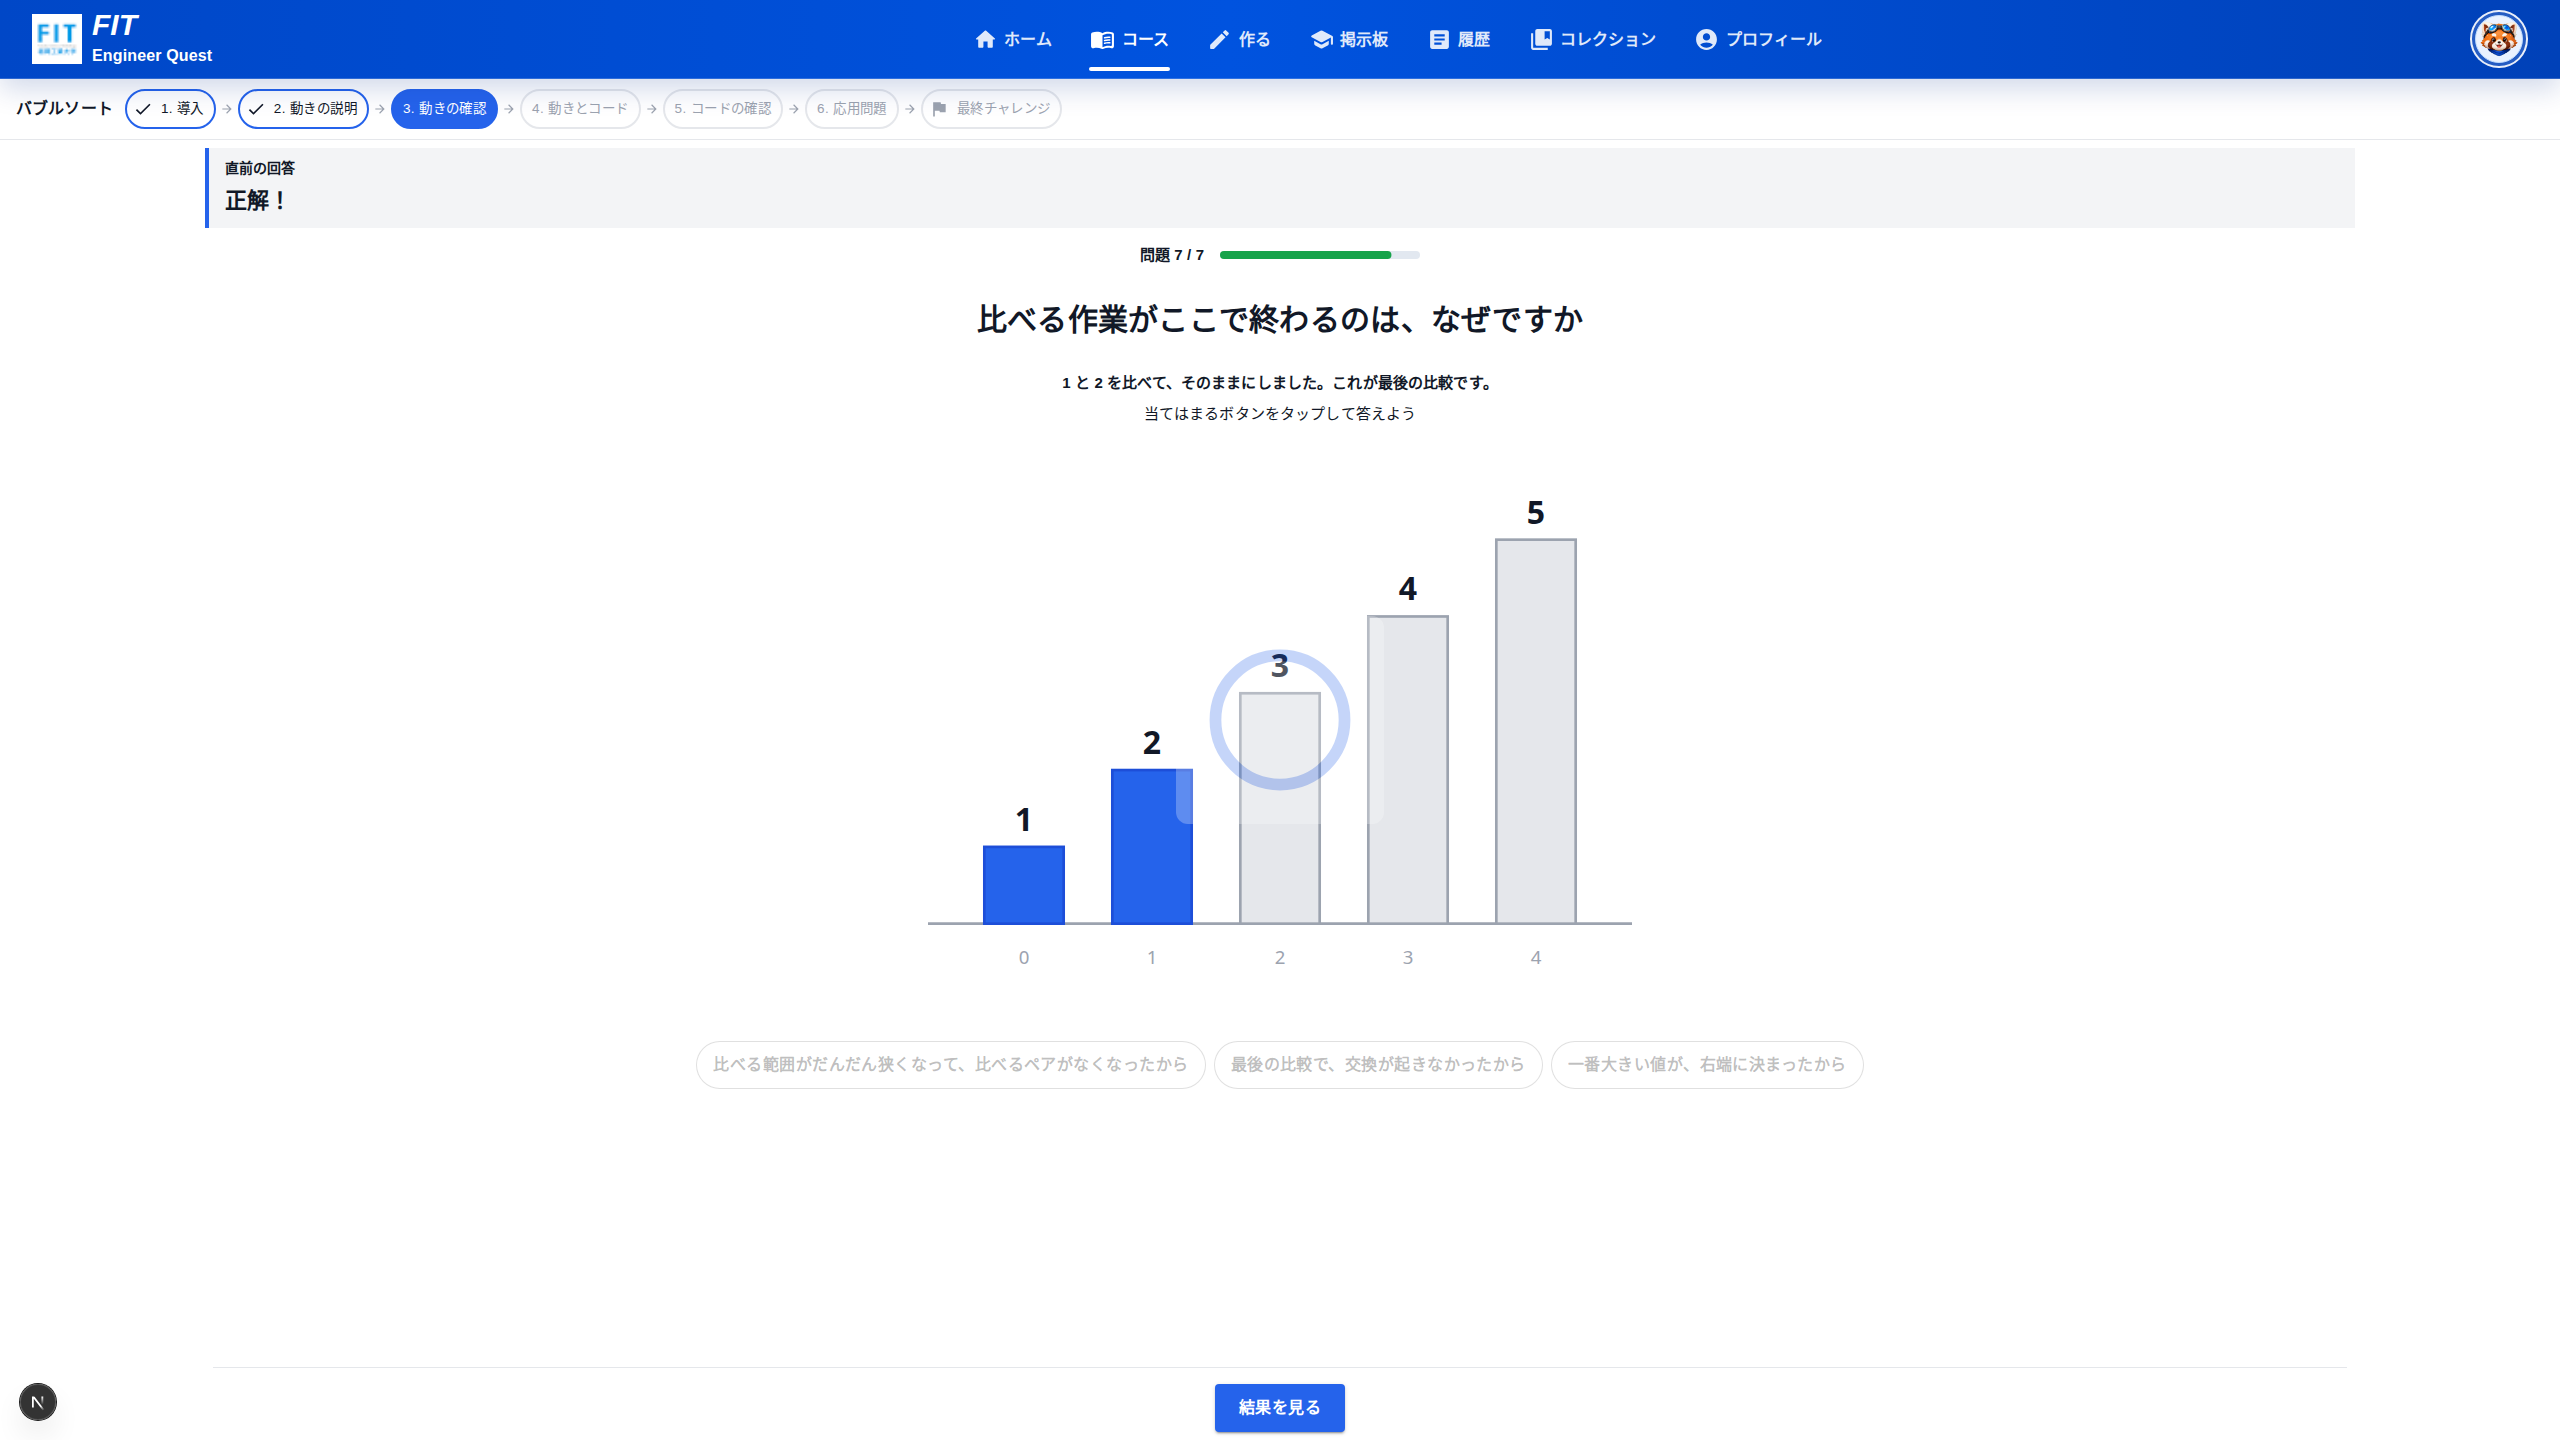 FIT
福岡工業大学
FIT
Engineer Quest
ホーム
コース
作る
掲示板
履歴
コレクション
プロフィール
バブルソート
1. 導入
2. 動きの説明
3. 動きの確認
4. 動きとコード
5. コードの確認
6. 応用問題
最終チャレンジ
直前の回答
正解！
問題 7 / 7
比べる作業がここで終わるのは、なぜですか
1 と 2 を比べて、そのままにしました。これが最後の比較です。
当てはまるボタンをタップして答えよう
1
2
3
4
5
0
1
2
3
4
比べる範囲がだんだん狭くなって、比べるペアがなくなったから
最後の比較で、交換が起きなかったから
一番大きい値が、右端に決まったから
N
結果を見る